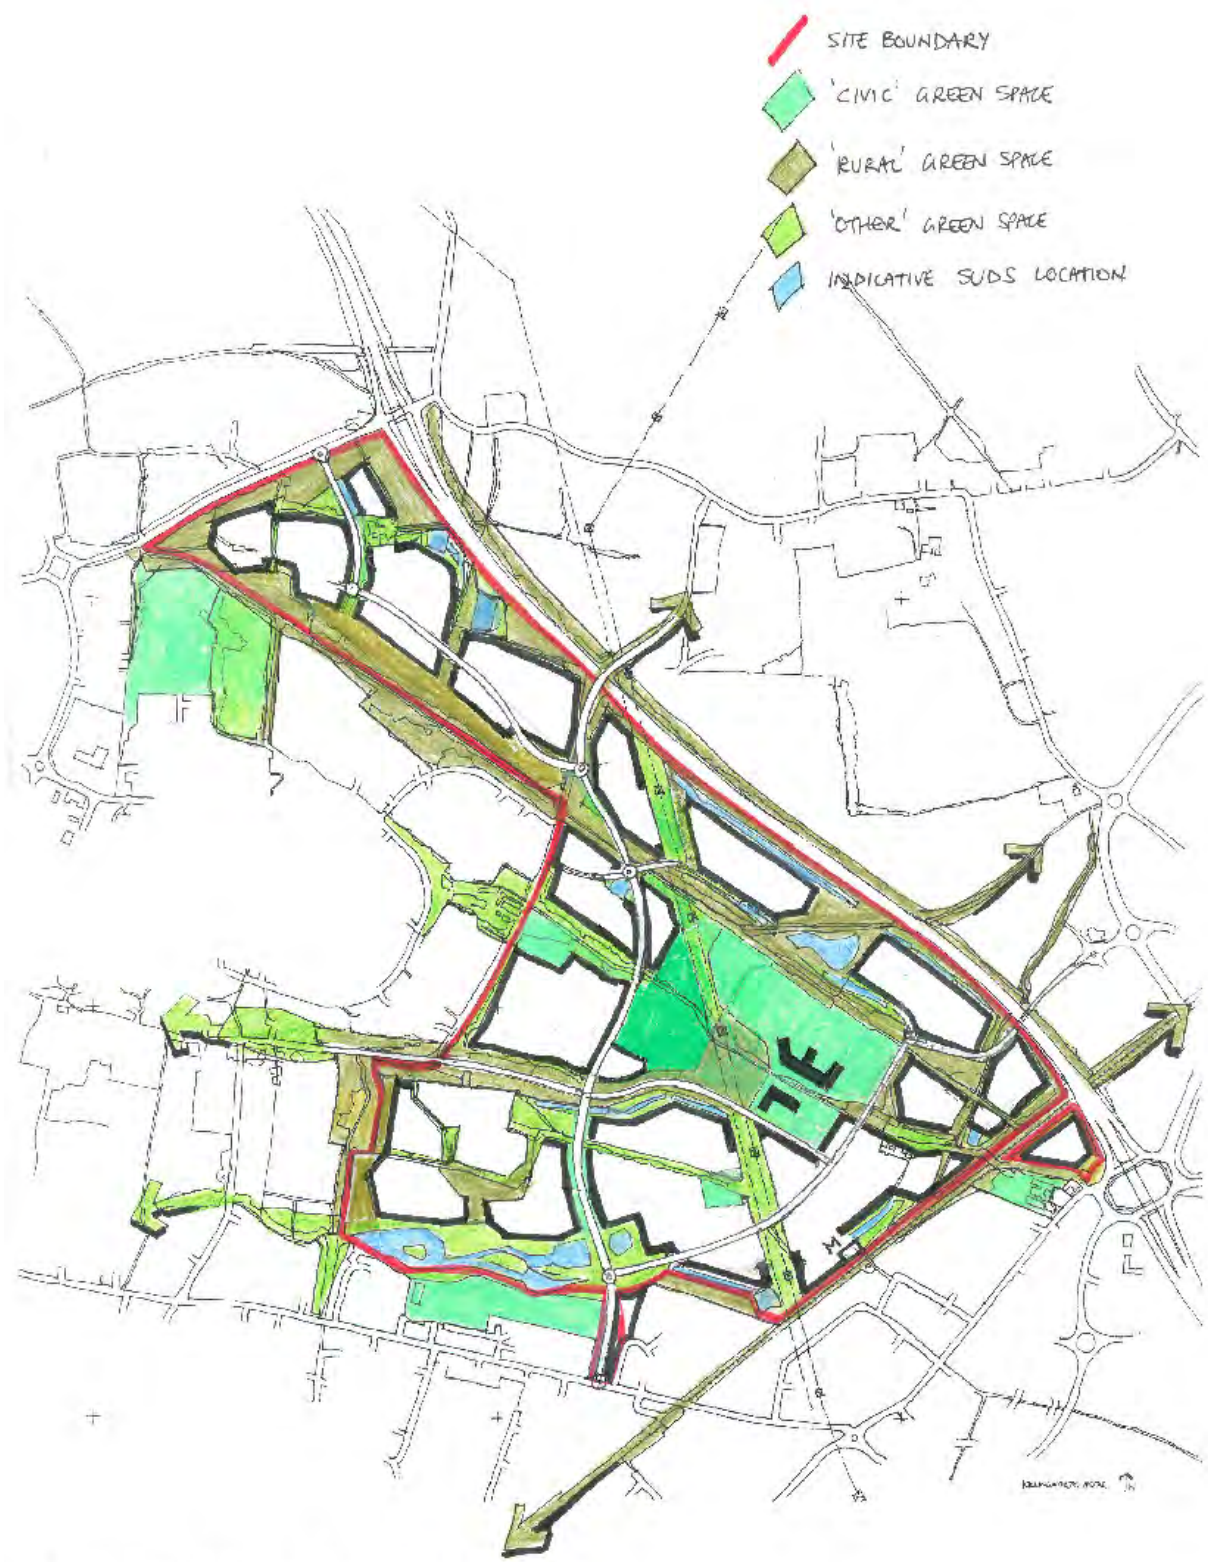 SITE BOUNDARY
'CIVIC' GREEN SPACE
'RURAL' GREEN SPACE
'OTHER' GREEN SPACE
INDICATIVE SUDS LOCATION
M